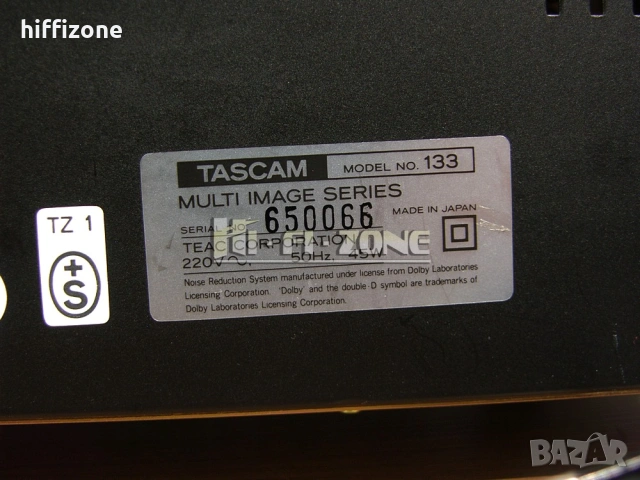 hiffizone
TASCAM MODEL NO. 133
MULTI IMAGE SERIES
SERIAL NO. 650066 MADE IN JAPAN
HI-FI ZONE
TEAC CORPORATION
220V 50Hz, 45W
Noise Reduction System manufactured under license from Dolby Laboratories
Licensing Corporation. "Dolby" and the double-D symbol are trademarks of
Dolby Laboratories Licensing Corporation.
TZ 1
+S
BAZAR